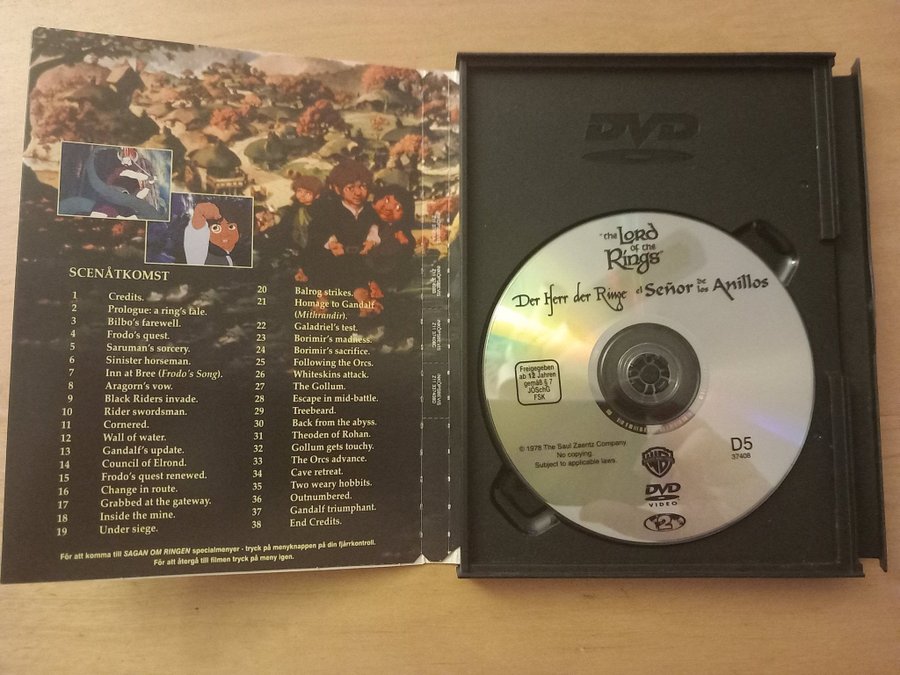 SCENÅTKOMST
1 Credits.
2 Prologue: a ring's tale.
3 Bilbo's farewell.
4 Frodo's quest.
5 Saruman's sorcery.
6 Sinister horseman.
7 Inn at Bree (Frodo's Song).
8 Aragorn's vow.
9 Black Riders invade.
10 Rider swordsman.
11 Cornered.
12 Wall of water.
13 Gandalf's update.
14 Council of Elrond.
15 Frodo's quest renewed.
16 Change in route.
17 Grabbed at the gateway.
18 Inside the mine.
19 Under siege.
20 Balrog strikes.
21 Homage to Gandalf
(Mithrandir).
22 Galadriel's test.
23 Borimir's madness.
24 Borimir's sacrifice.
25 Following the Orcs.
26 Whiteskins attack.
27 The Gollum.
28 Escape in mid-battle.
29 Treebeard.
30 Back from the abyss.
31 Theoden of Rohan.
32 Gollum gets touchy.
33 The Orcs advance.
34 Cave retreat.
35 Two weary hobbits.
36 Outnumbered.
37 Gandalf triumphant.
38 End Credits.
För att komma till SAGAN OM RINGEN specialmenyer - tryck på menyknappen på din fjärrkontroll.
För att återgå till filmen tryck på meny igen.
DVD
"The Lord
of the
Rings"
Der Herr der Ringe el Señor de los Anillos
Freigegeben
ab 12 Jahren
gemäß § 7
JÖSchG
FSK
© 1978 The Saul Zaentz Company.
No copying.
Subject to applicable laws.
D5
37408
WB
DVD
VIDEO
2